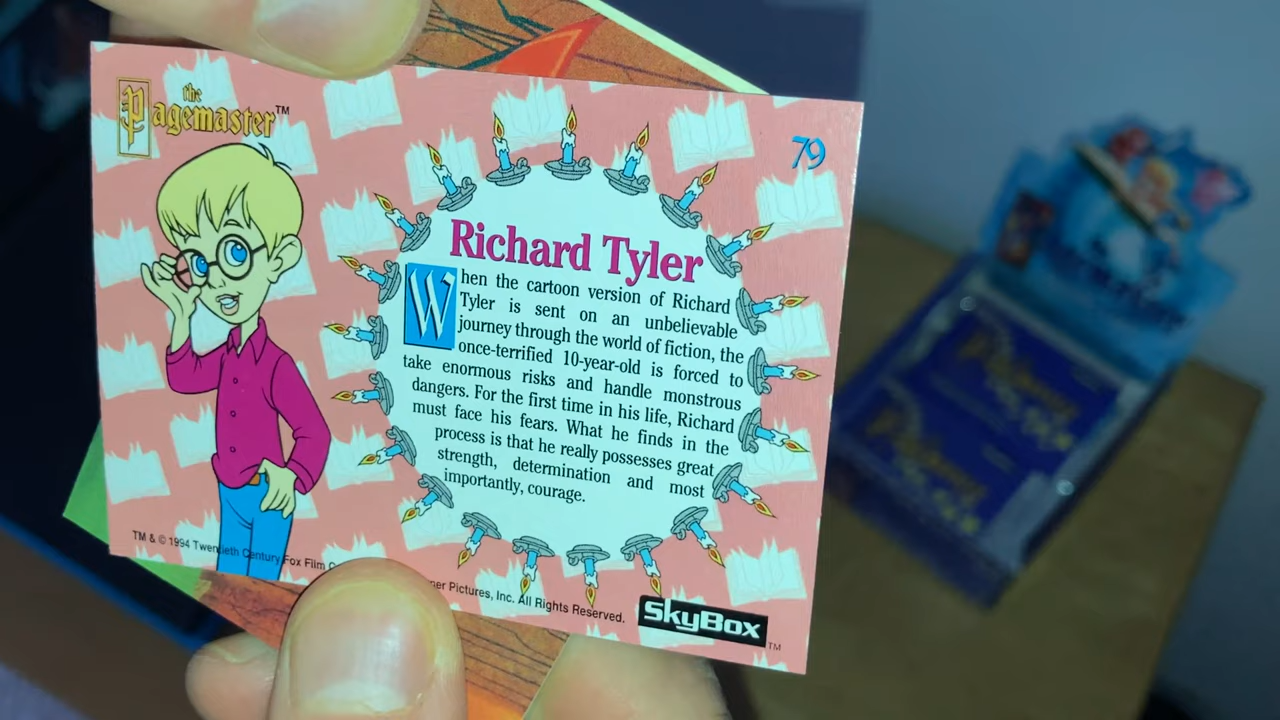 the
Pagemaster™
79
Richard Tyler
When the cartoon version of Richard
Tyler is sent on an unbelievable
journey through the world of fiction, the
once-terrified 10-year-old is forced to
take enormous risks and handle monstrous
dangers. For the first time in his life, Richard
must face his fears. What he finds in the
process is that he really possesses great
strength, determination and most
importantly, courage.
TM & © 1994 Twentieth Century Fox Film
Pictures, Inc. All Rights Reserved.
SkyBox™